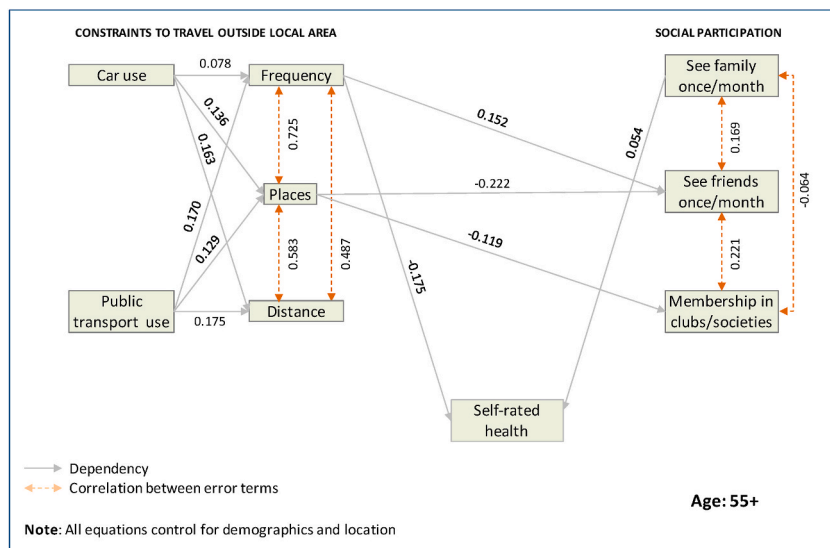 CONSTRAINTS TO TRAVEL OUTSIDE LOCAL AREA
SOCIAL PARTICIPATION
Car use
0.078
Frequency
See family
once/month
0.136
0.163
0.725
0.152
0.054
0.169
-0.064
Places
-0.222
See friends
once/month
0.170
0.129
0.583
0.487
-0.119
0.221
-0.175
Public
transport use
0.175
Distance
Membership in
clubs/societies
Self-rated
health
Dependency
Correlation between error terms
Age: 55+
Note: All equations control for demographics and location